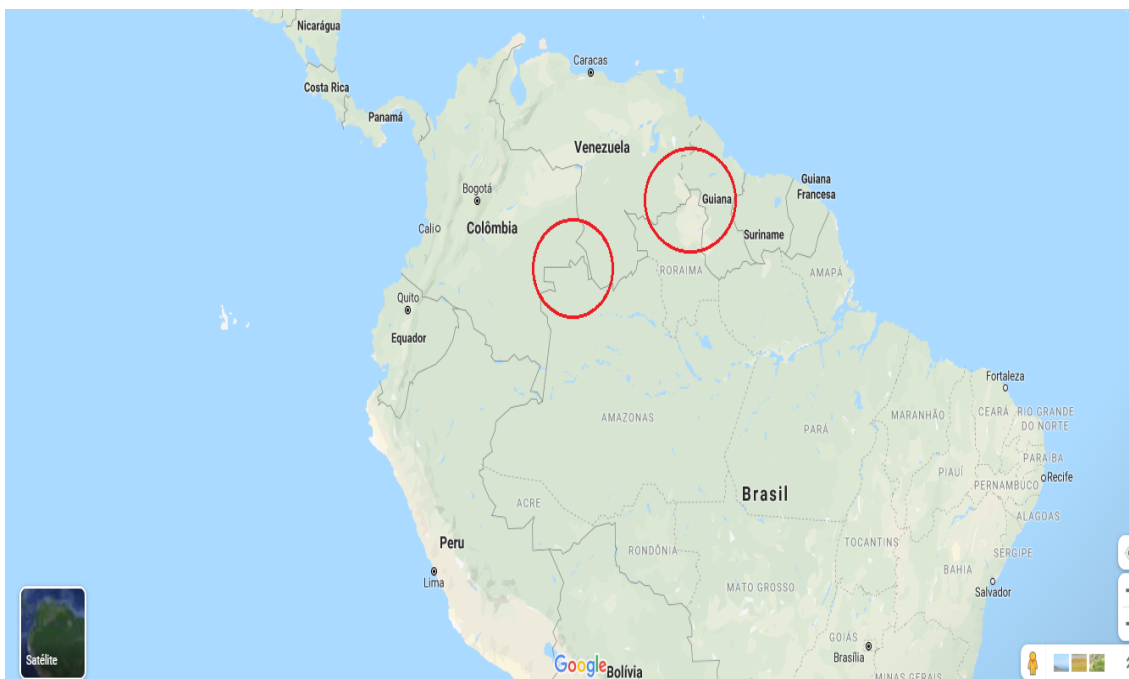 Nicarágua
Costa Rica
Panamá
Caracas
Venezuela
Bogotá
Cali
Colômbia
Guiana
Guiana
Francesa
Suriname
RORAIMA
AMAPÁ
Quito
Equador
Fortaleza
AMAZONAS
PARÁ
MARANHÃO
CEARÁ
RIO GRANDE
DO NORTE
PARAÍBA
PIAUÍ
PERNAMBUCO
Recife
ACRE
Brasil
ALAGOAS
Peru
Lima
RONDÔNIA
TOCANTINS
SERGIPE
BAHIA
MATO GROSSO
Salvador
GOIÁS
Brasília
Satélite
Google
Bolívia
MINAS GERAIS